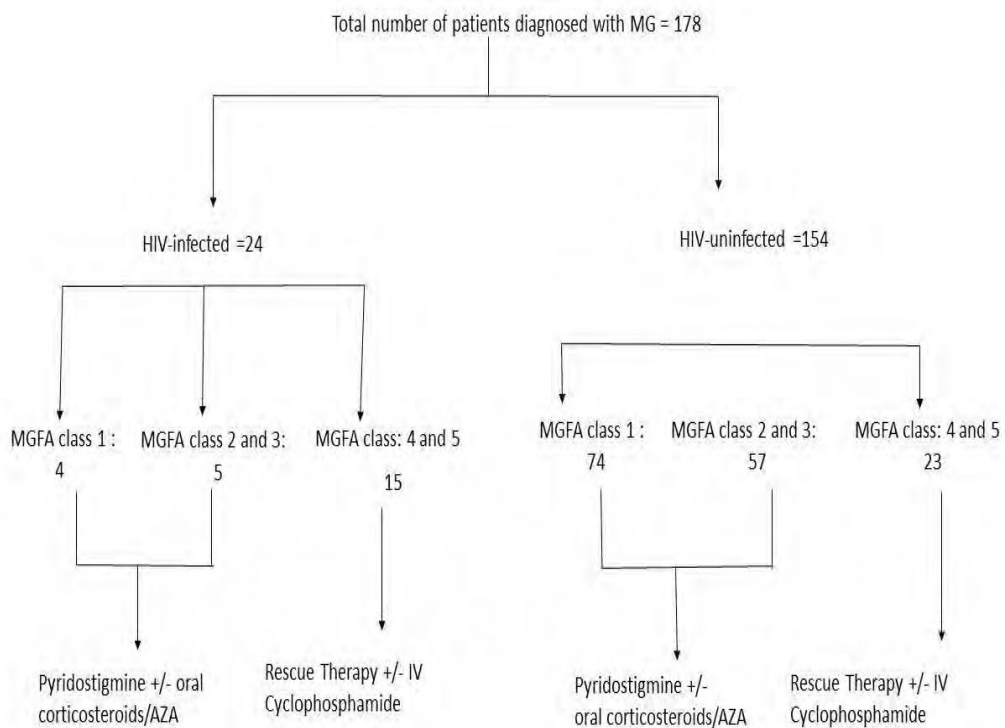 Total number of patients diagnosed with MG = 178
HIV-infected =24
HIV-uninfected =154
MGFA class 1 :
4
MGFA class 2 and 3:
5
MGFA class: 4 and 5
15
MGFA class 1 :
74
MGFA class 2 and 3:
57
MGFA class: 4 and 5
23
Pyridostigmine +/- oral
corticosteroids/AZA
Rescue Therapy +/- IV
Cyclophosphamide
Pyridostigmine +/-
oral corticosteroids/AZA
Rescue Therapy +/- IV
Cyclophosphamide